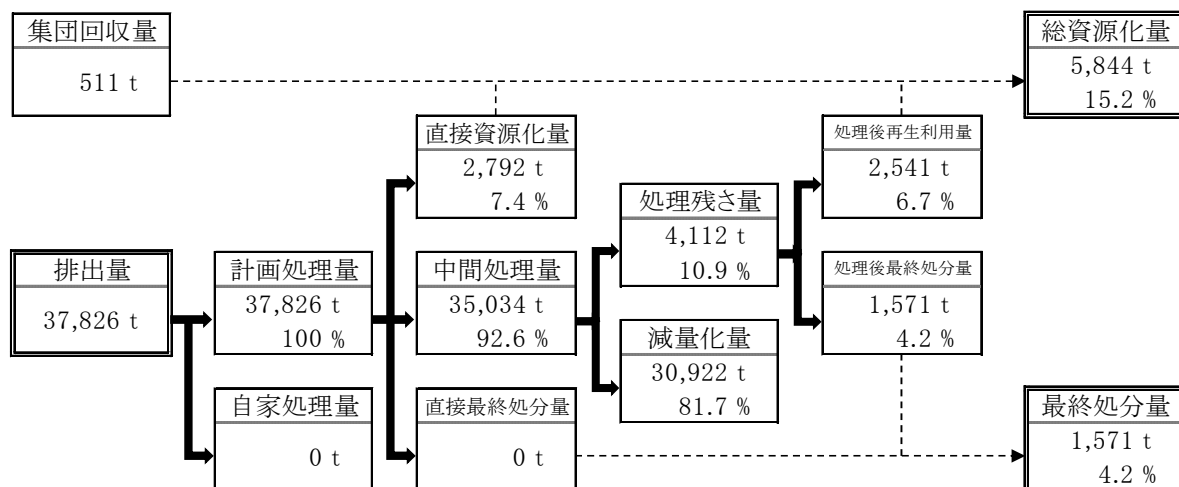 集団回収量
511 t
総資源化量
5,844 t
15.2 %
直接資源化量
2,792 t
7.4 %
処理後再生利用量
2,541 t
6.7 %
処理残さ量
4,112 t
10.9 %
排出量
37,826 t
計画処理量
37,826 t
100 %
中間処理量
35,034 t
92.6 %
処理後最終処分量
1,571 t
4.2 %
減量化量
30,922 t
81.7 %
自家処理量
0 t
直接最終処分量
0 t
最終処分量
1,571 t
4.2 %